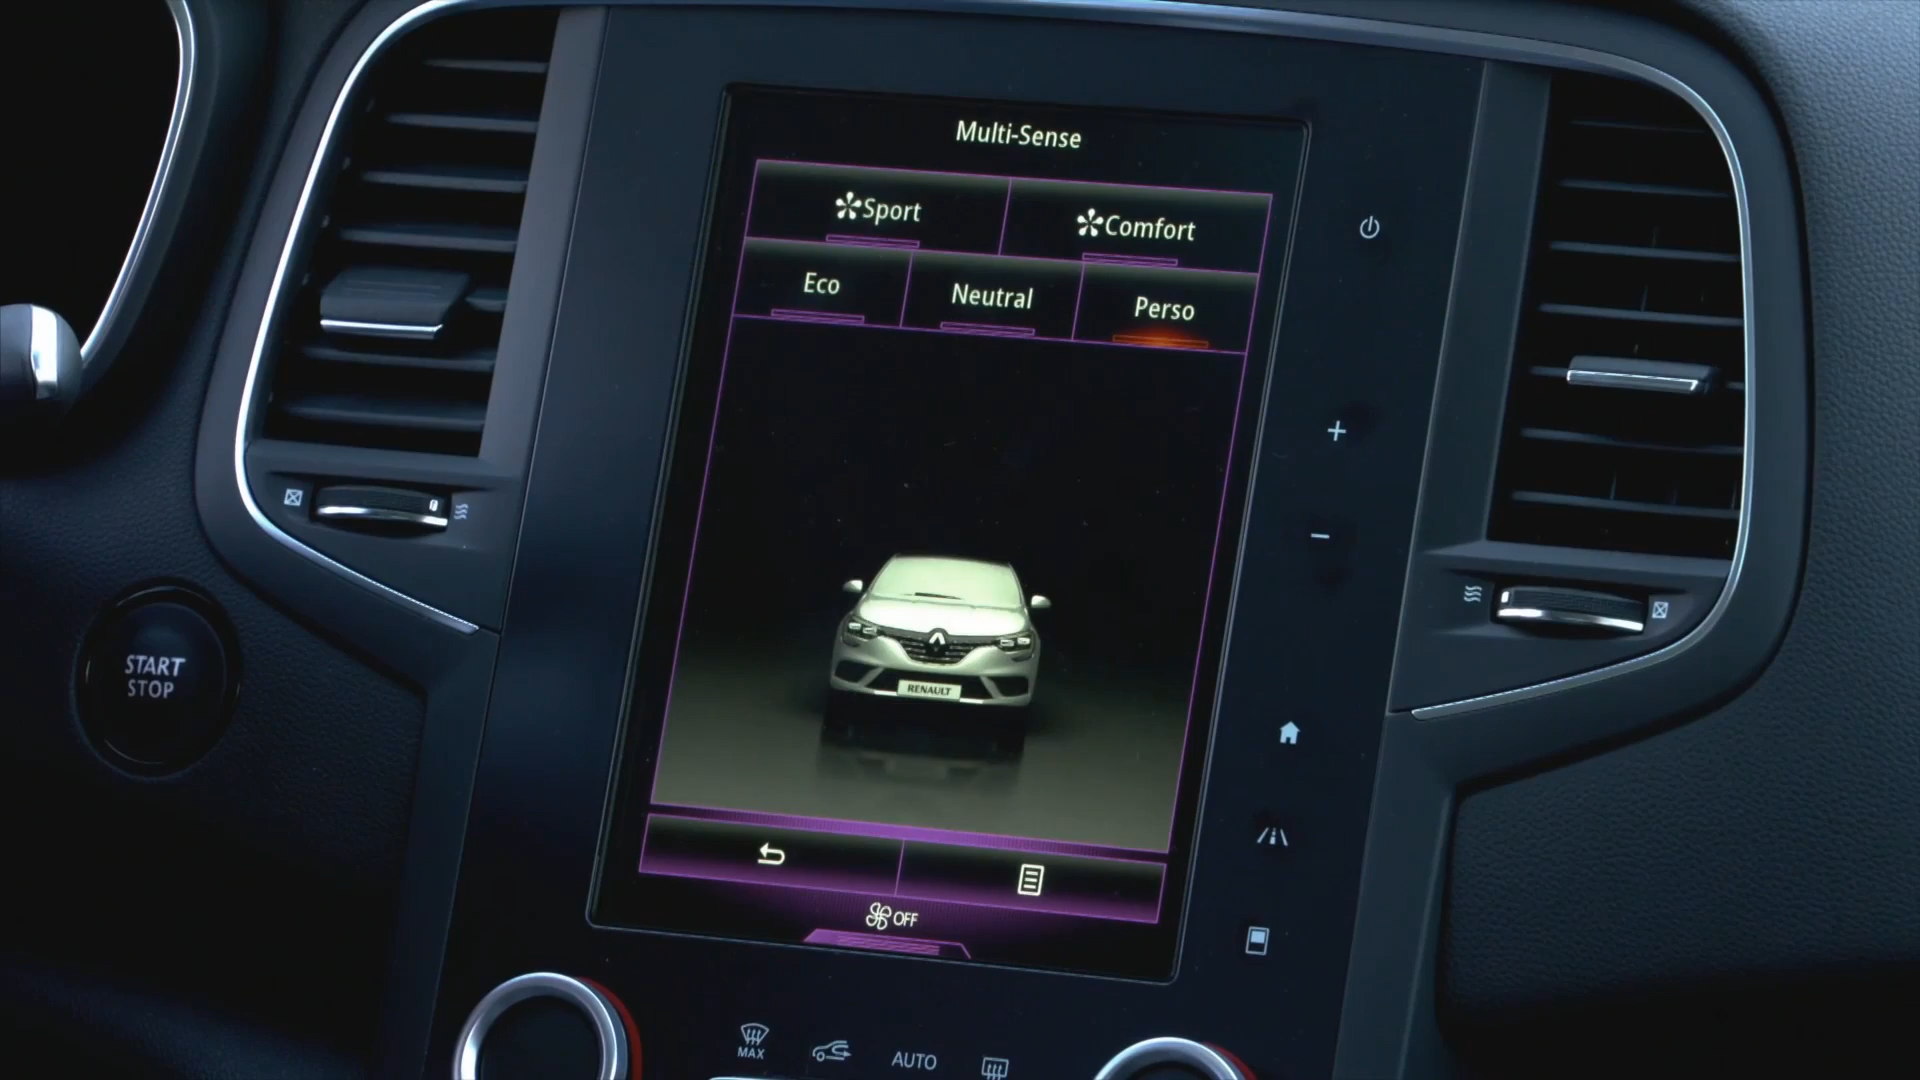 Multi-Sense
Sport
Comfort
Eco
Neutral
Perso
START
STOP
RENAULT
OFF
MAX
AUTO